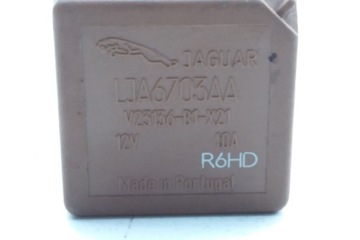 JAGUAR
LJA6703AA
V23136-B1-X21
12V 10A
R6HD
Made in Portugal